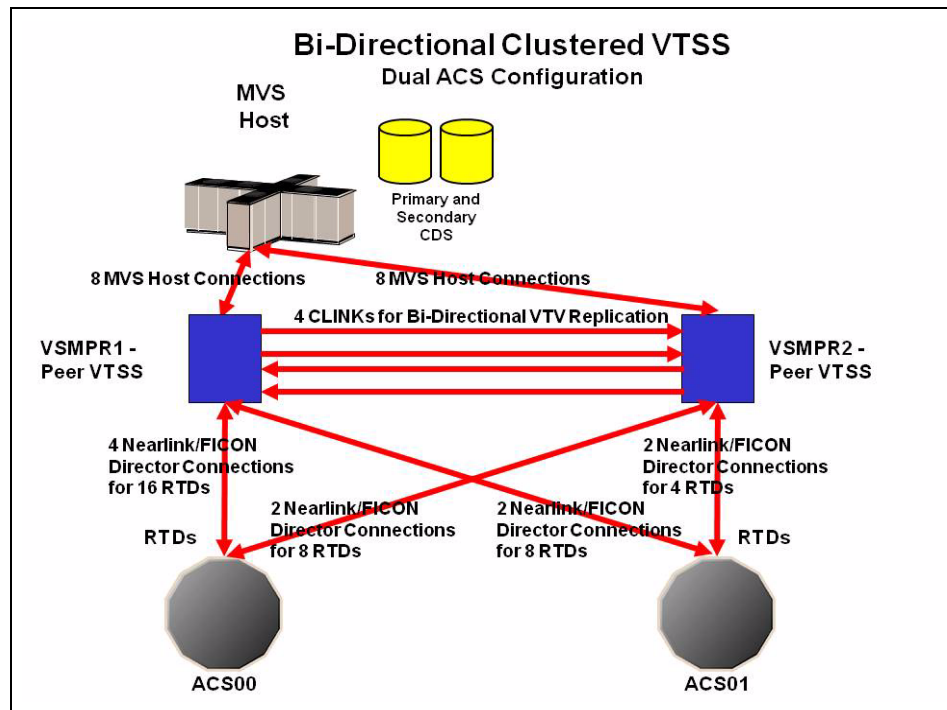 Bi-Directional Clustered VTSS
Dual ACS Configuration
MVS
Host
Primary and
Secondary
CDS
8 MVS Host Connections
8 MVS Host Connections
4 CLINKs for Bi-Directional VTV Replication
VSMPR1 -
Peer VTSS
VSMPR2 -
Peer VTSS
4 Nearlink/FICON
Director Connections
for 16 RTDs
2 Nearlink/FICON
Director Connections
for 4 RTDs
2 Nearlink/FICON
Director Connections
for 8 RTDs
2 Nearlink/FICON
Director Connections
for 8 RTDs
RTDs
RTDs
ACS00
ACS01